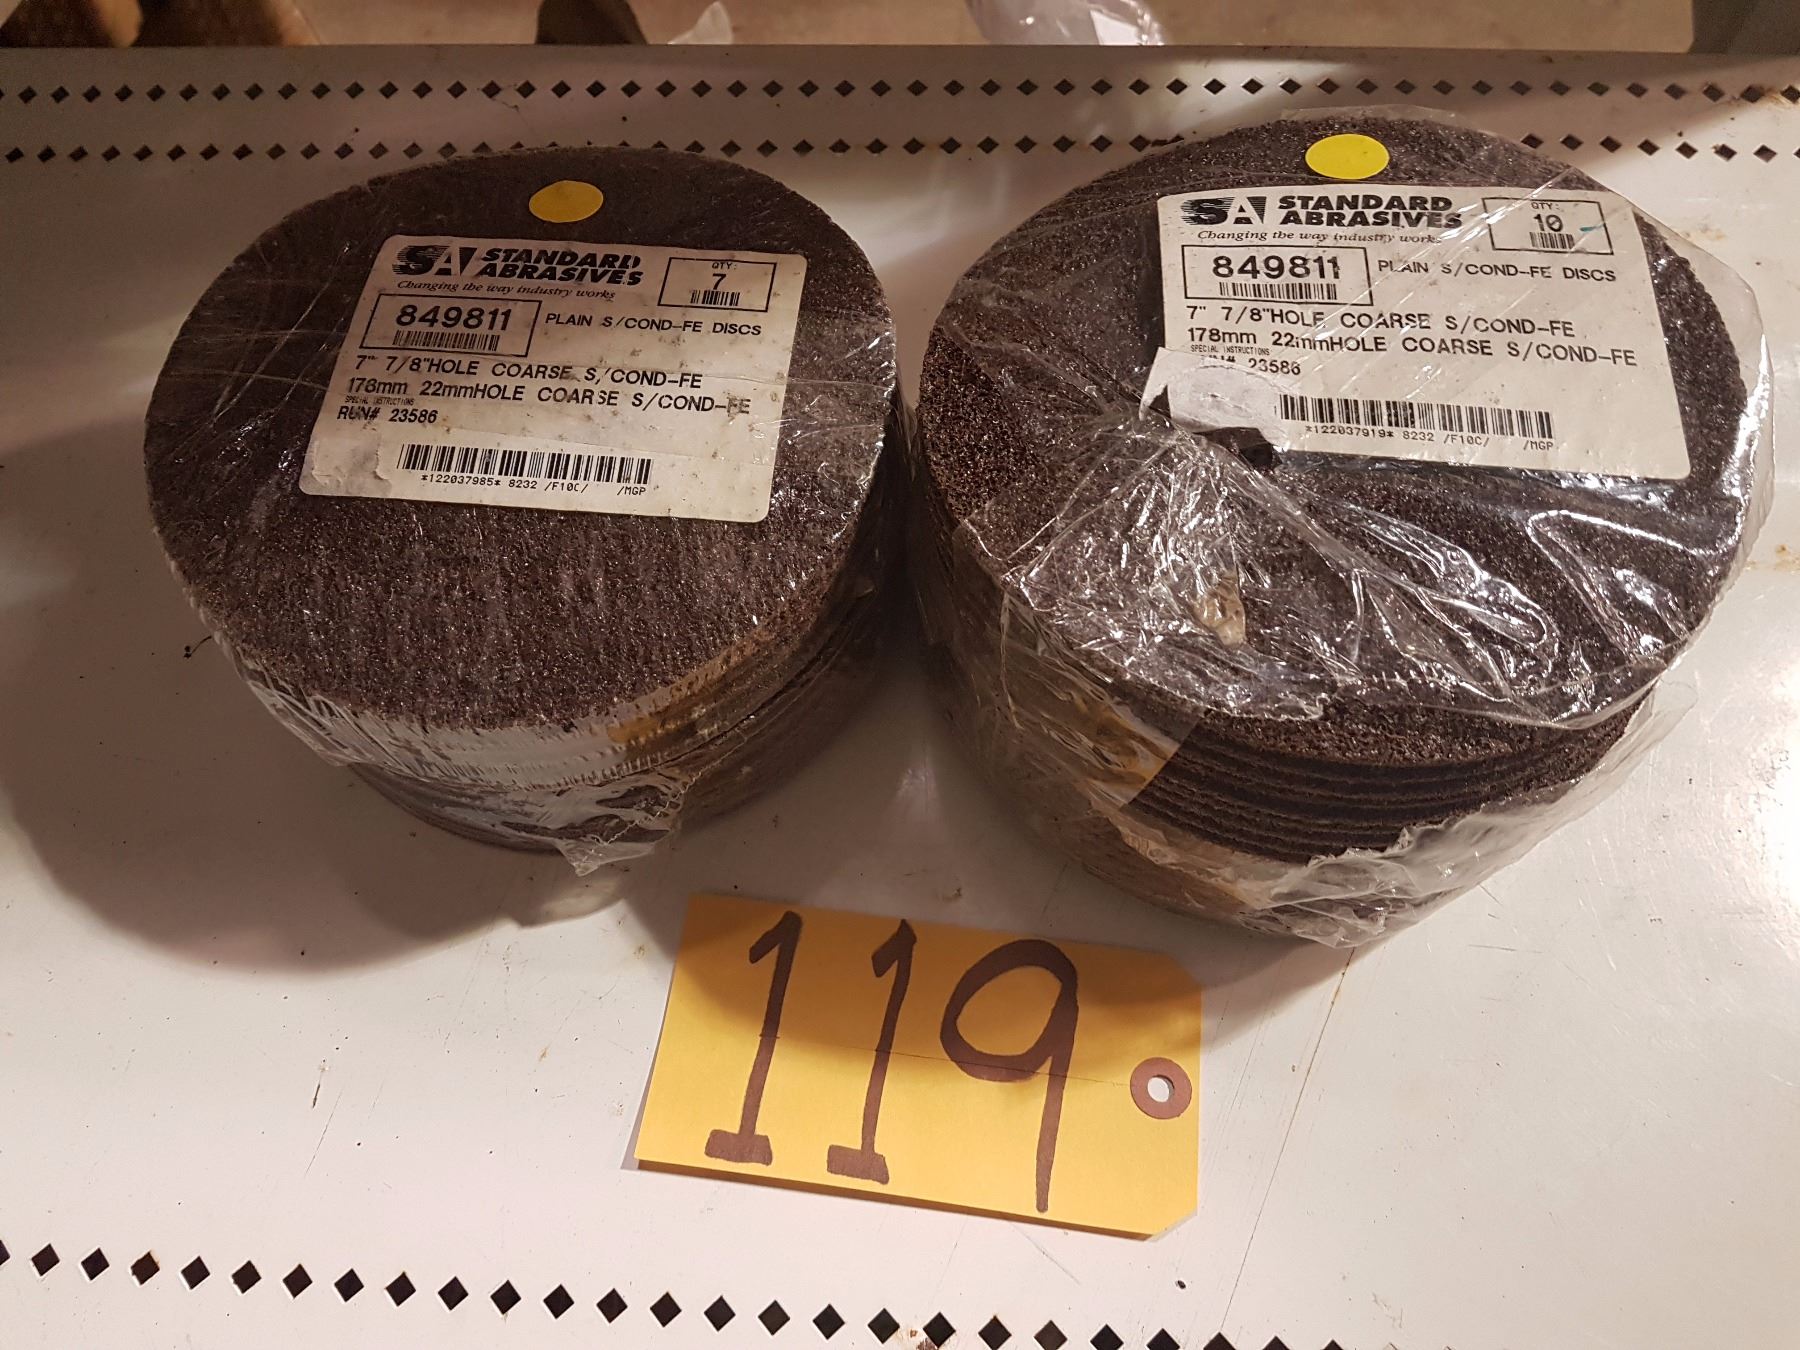 SA STANDARD
ABRASIVES
Changing the way industry works
QTY:
7
849811
PLAIN S/COND-FE DISCS
7" 7/8"HOLE COARSE S/COND-FE
178mm 22mmHOLE COARSE S/COND-FE
SPECIAL INSTRUCTIONS
RUN# 23586
*122037985* 8232 /F10C/ /MGP
SA STANDARD
ABRASIVES
Changing the way industry works
QTY:
10
849811
PLAIN S/COND-FE DISCS
7" 7/8"HOLE COARSE S/COND-FE
178mm 22mmHOLE COARSE S/COND-FE
SPECIAL INSTRUCTIONS
23586
*122037919* 8232 /F10C/ /MGP
119